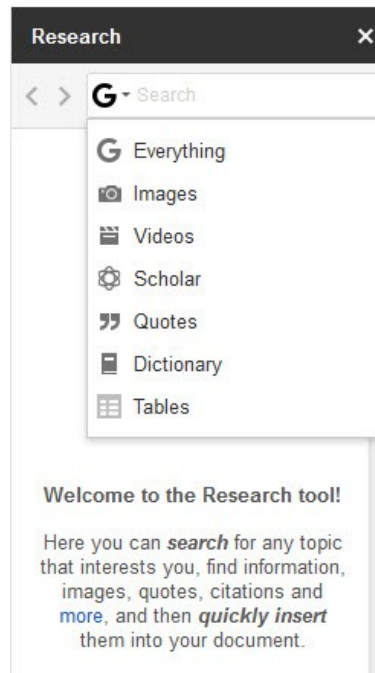 Research
Search
Everything
Images
Videos
Scholar
Quotes
Dictionary
Tables
Welcome to the Research tool!
Here you can search for any topic
that interests you, find information,
images, quotes, citations and
more, and then quickly insert
them into your document.